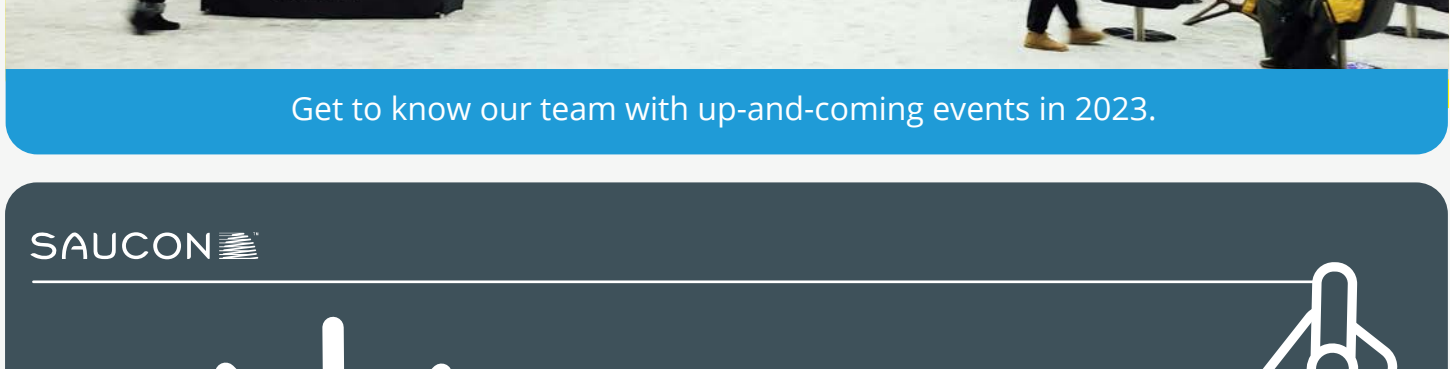 Get to know our team with up-and-coming events in 2023.
SAUCON